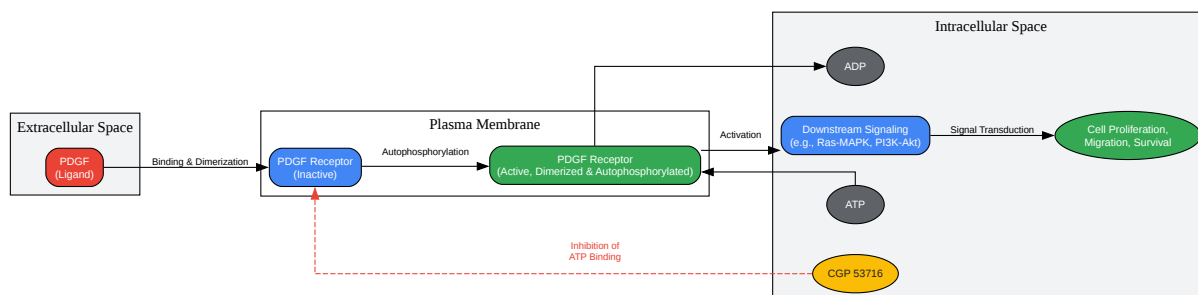 Extracellular Space
PDGF
(Ligand)
Binding & Dimerization
Plasma Membrane
PDGF Receptor
(Inactive)
Autophosphorylation
PDGF Receptor
(Active, Dimerized & Autophosphorylated)
Activation
Intracellular Space
ADP
Downstream Signaling
(e.g., Ras-MAPK, PI3K-Akt)
Signal Transduction
Cell Proliferation,
Migration, Survival
ATP
Inhibition of
ATP Binding
CGP 53716